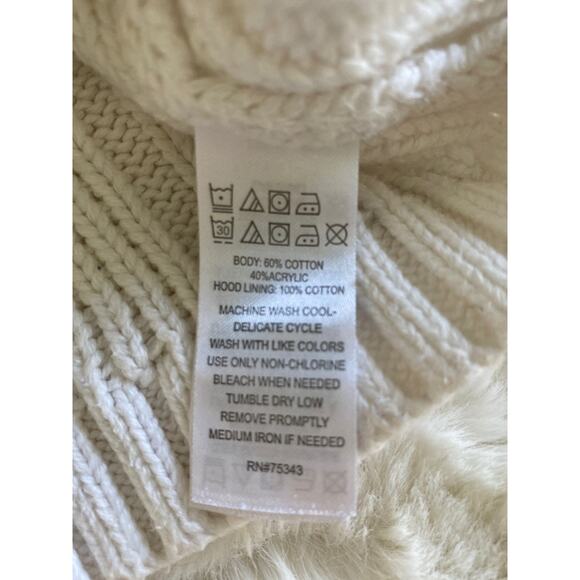 30
BODY: 60% COTTON
40%ACRYLIC
HOOD LINING: 100% COTTON
MACHINE WASH COOL-
DELICATE CYCLE
WASH WITH LIKE COLORS
USE ONLY NON-CHLORINE
BLEACH WHEN NEEDED
TUMBLE DRY LOW
REMOVE PROMPTLY
MEDIUM IRON IF NEEDED
RN#75343